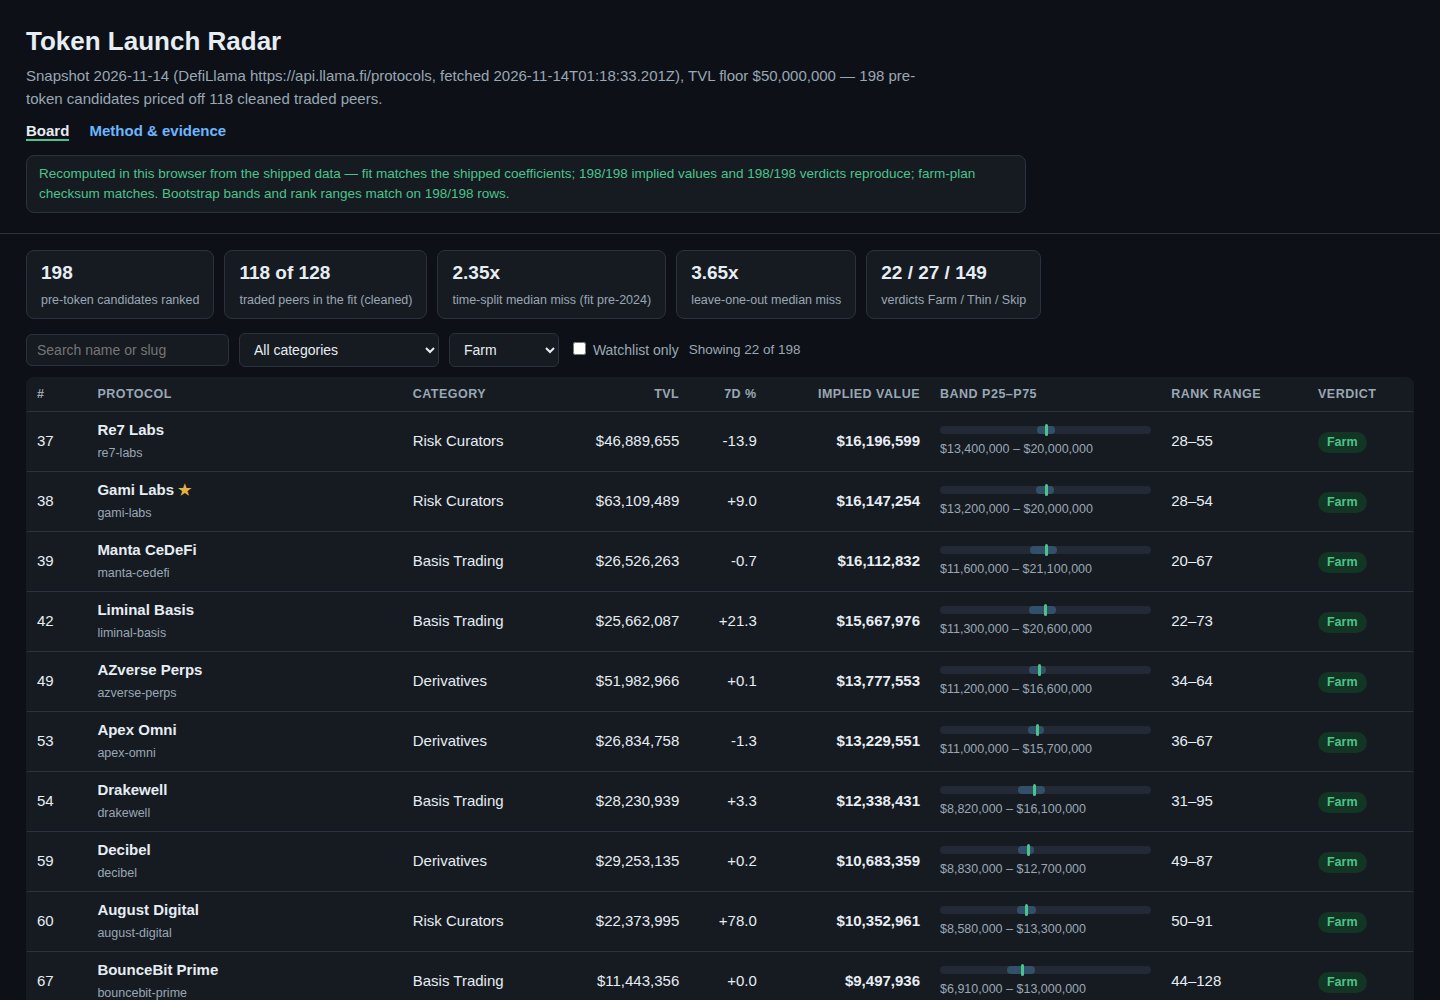 Token Launch Radar
Snapshot 2026-11-14 (DefiLlama https://api.llama.fi/protocols, fetched 2026-11-14T01:18:33.201Z), TVL floor $50,000,000 — 198 pre-
token candidates priced off 118 cleaned traded peers.
Board Method & evidence
Recomputed in this browser from the shipped data — fit matches the shipped coefficients; 198/198 implied values and 198/198 verdicts reproduce; farm-plan
checksum matches. Bootstrap bands and rank ranges match on 198/198 rows.
198 118 of 128 2.35x 3.65x 22 / 27 / 149
pre-token candidates ranked traded peers in the fit (cleaned) time-split median miss (fit pre-2024) leave-one-out median miss verdicts Farm / Thin / Skip
Search name or slug All categories Farm Watchlist only Showing 22 of 198
# PROTOCOL CATEGORY TVL 7D % IMPLIED VALUE BAND P25–P75 RANK RANGE VERDICT
37 Re7 Labs Risk Curators $46,889,655 -13.9 $16,196,599 28–55 Farm
re7-labs $13,400,000 – $20,000,000
38 Gami Labs ★ Risk Curators $63,109,489 +9.0 $16,147,254 28–54 Farm
gami-labs $13,200,000 – $20,000,000
39 Manta CeDeFi Basis Trading $26,526,263 -0.7 $16,112,832 20–67 Farm
manta-cedefi $11,600,000 – $21,100,000
42 Liminal Basis Basis Trading $25,662,087 +21.3 $15,667,976 22–73 Farm
liminal-basis $11,300,000 – $20,600,000
49 AZverse Perps Derivatives $51,982,966 +0.1 $13,777,553 34–64 Farm
azverse-perps $11,200,000 – $16,600,000
53 Apex Omni Derivatives $26,834,758 -1.3 $13,229,551 36–67 Farm
apex-omni $11,000,000 – $15,700,000
54 Drakewell Basis Trading $28,230,939 +3.3 $12,338,431 31–95 Farm
drakewell $8,820,000 – $16,100,000
59 Decibel Derivatives $29,253,135 +0.2 $10,683,359 49–87 Farm
decibel $8,830,000 – $12,700,000
60 August Digital Risk Curators $22,373,995 +78.0 $10,352,961 50–91 Farm
august-digital $8,580,000 – $13,300,000
67 BounceBit Prime Basis Trading $11,443,356 +0.0 $9,497,936 44–128 Farm
bouncebit-prime $6,910,000 – $13,000,000